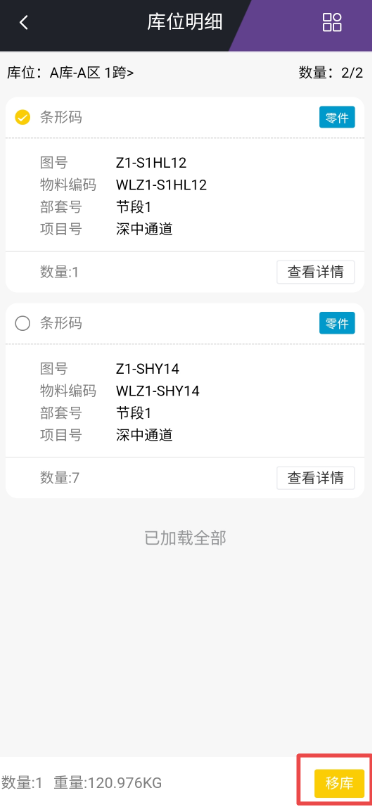 库位明细
库位：A库-A区 1跨> 数量：2/2
条形码 零件
图号 Z1-S1HL12
物料编码 WLZ1-S1HL12
部套号 节段1
项目号 深中通道
数量:1 查看详情
条形码 零件
图号 Z1-SHY14
物料编码 WLZ1-SHY14
部套号 节段1
项目号 深中通道
数量:7 查看详情
已加载全部
数量:1 重量:120.976KG 移库